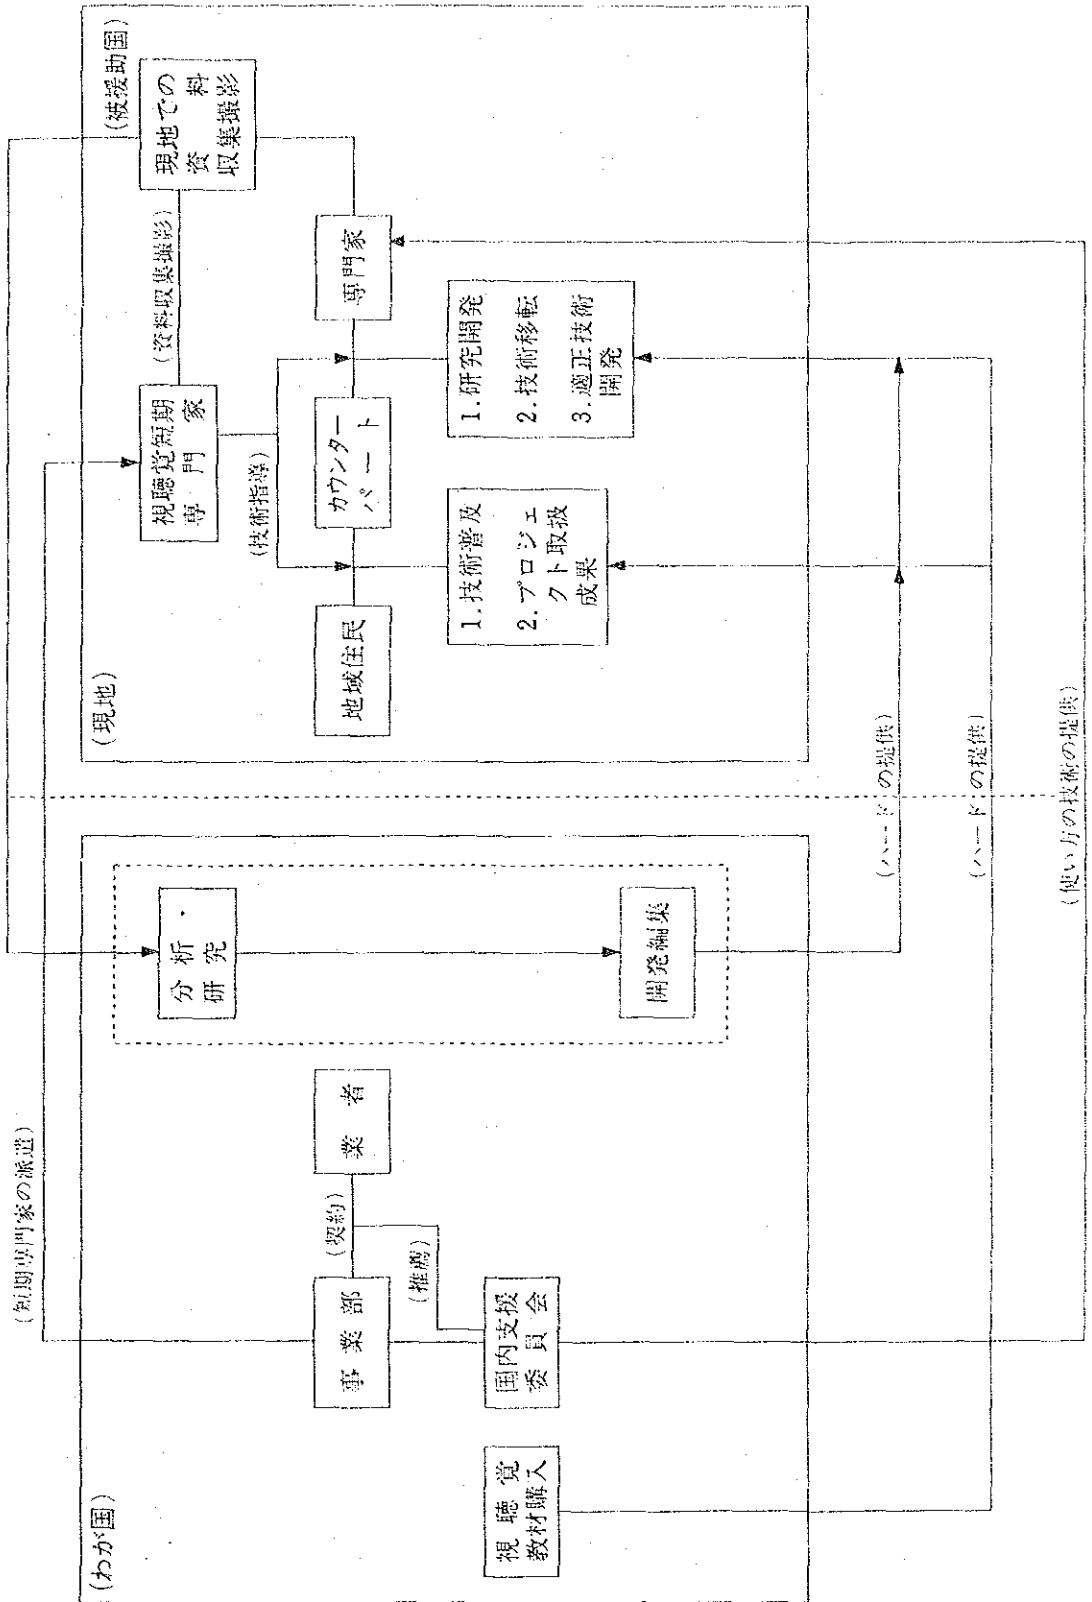 (わが国)
(短期専門家の派遣)
事業部
(契約)
業者
(推薦)
国内支援
委員会
視聴覚
教材購入
分析・
研究
開発編集
(現地)
(被援助国)
視聴覚短期
専門家
(資料収集撮影)
現地での
資料
収集撮影
(技術指導)
地域住民
カウンター
パート
専門家
1.技術普及
2.プロジェ
クト取扱
成果
1.研究開発
2.技術移転
3.適正技術
開発
(ハードの提供)
(ハードの提供)
(使い方の技術の提供)